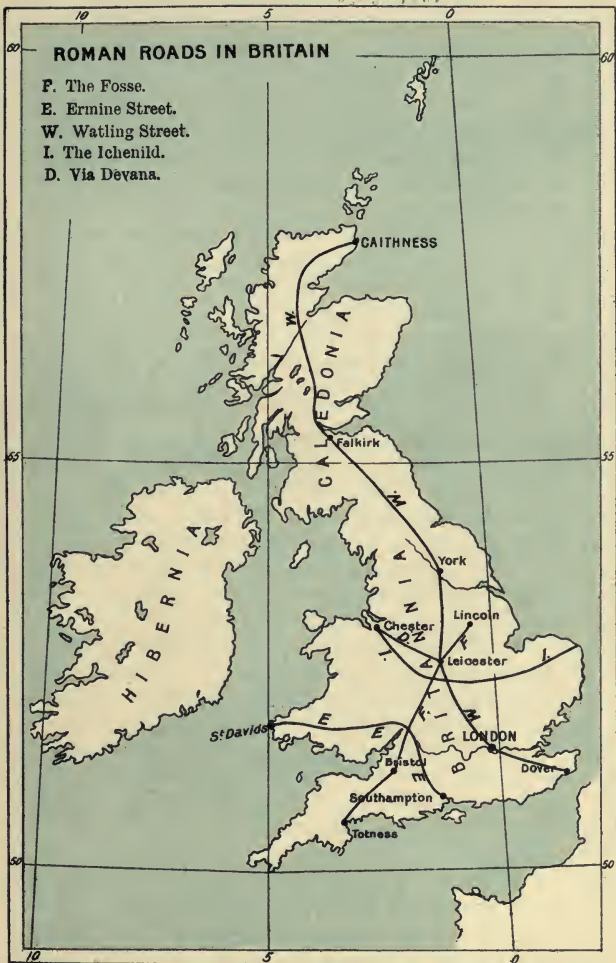 10 5 0
60 60
ROMAN ROADS IN BRITAIN
F. The Fosse.
E. Ermine Street.
W. Watling Street.
I. The Ichenild.
D. Via Devana.
CAITHNESS
W
CALEDONIA
Falkirk
55 55
W
York
HIBERNIA
BRITANNIA
Lincoln
Chester
D
F
I
Leicester
I
St Davids
E
E
F
W
LONDON
Bristol
E
Dover
Southampton
Totness
50 50
10 5 0